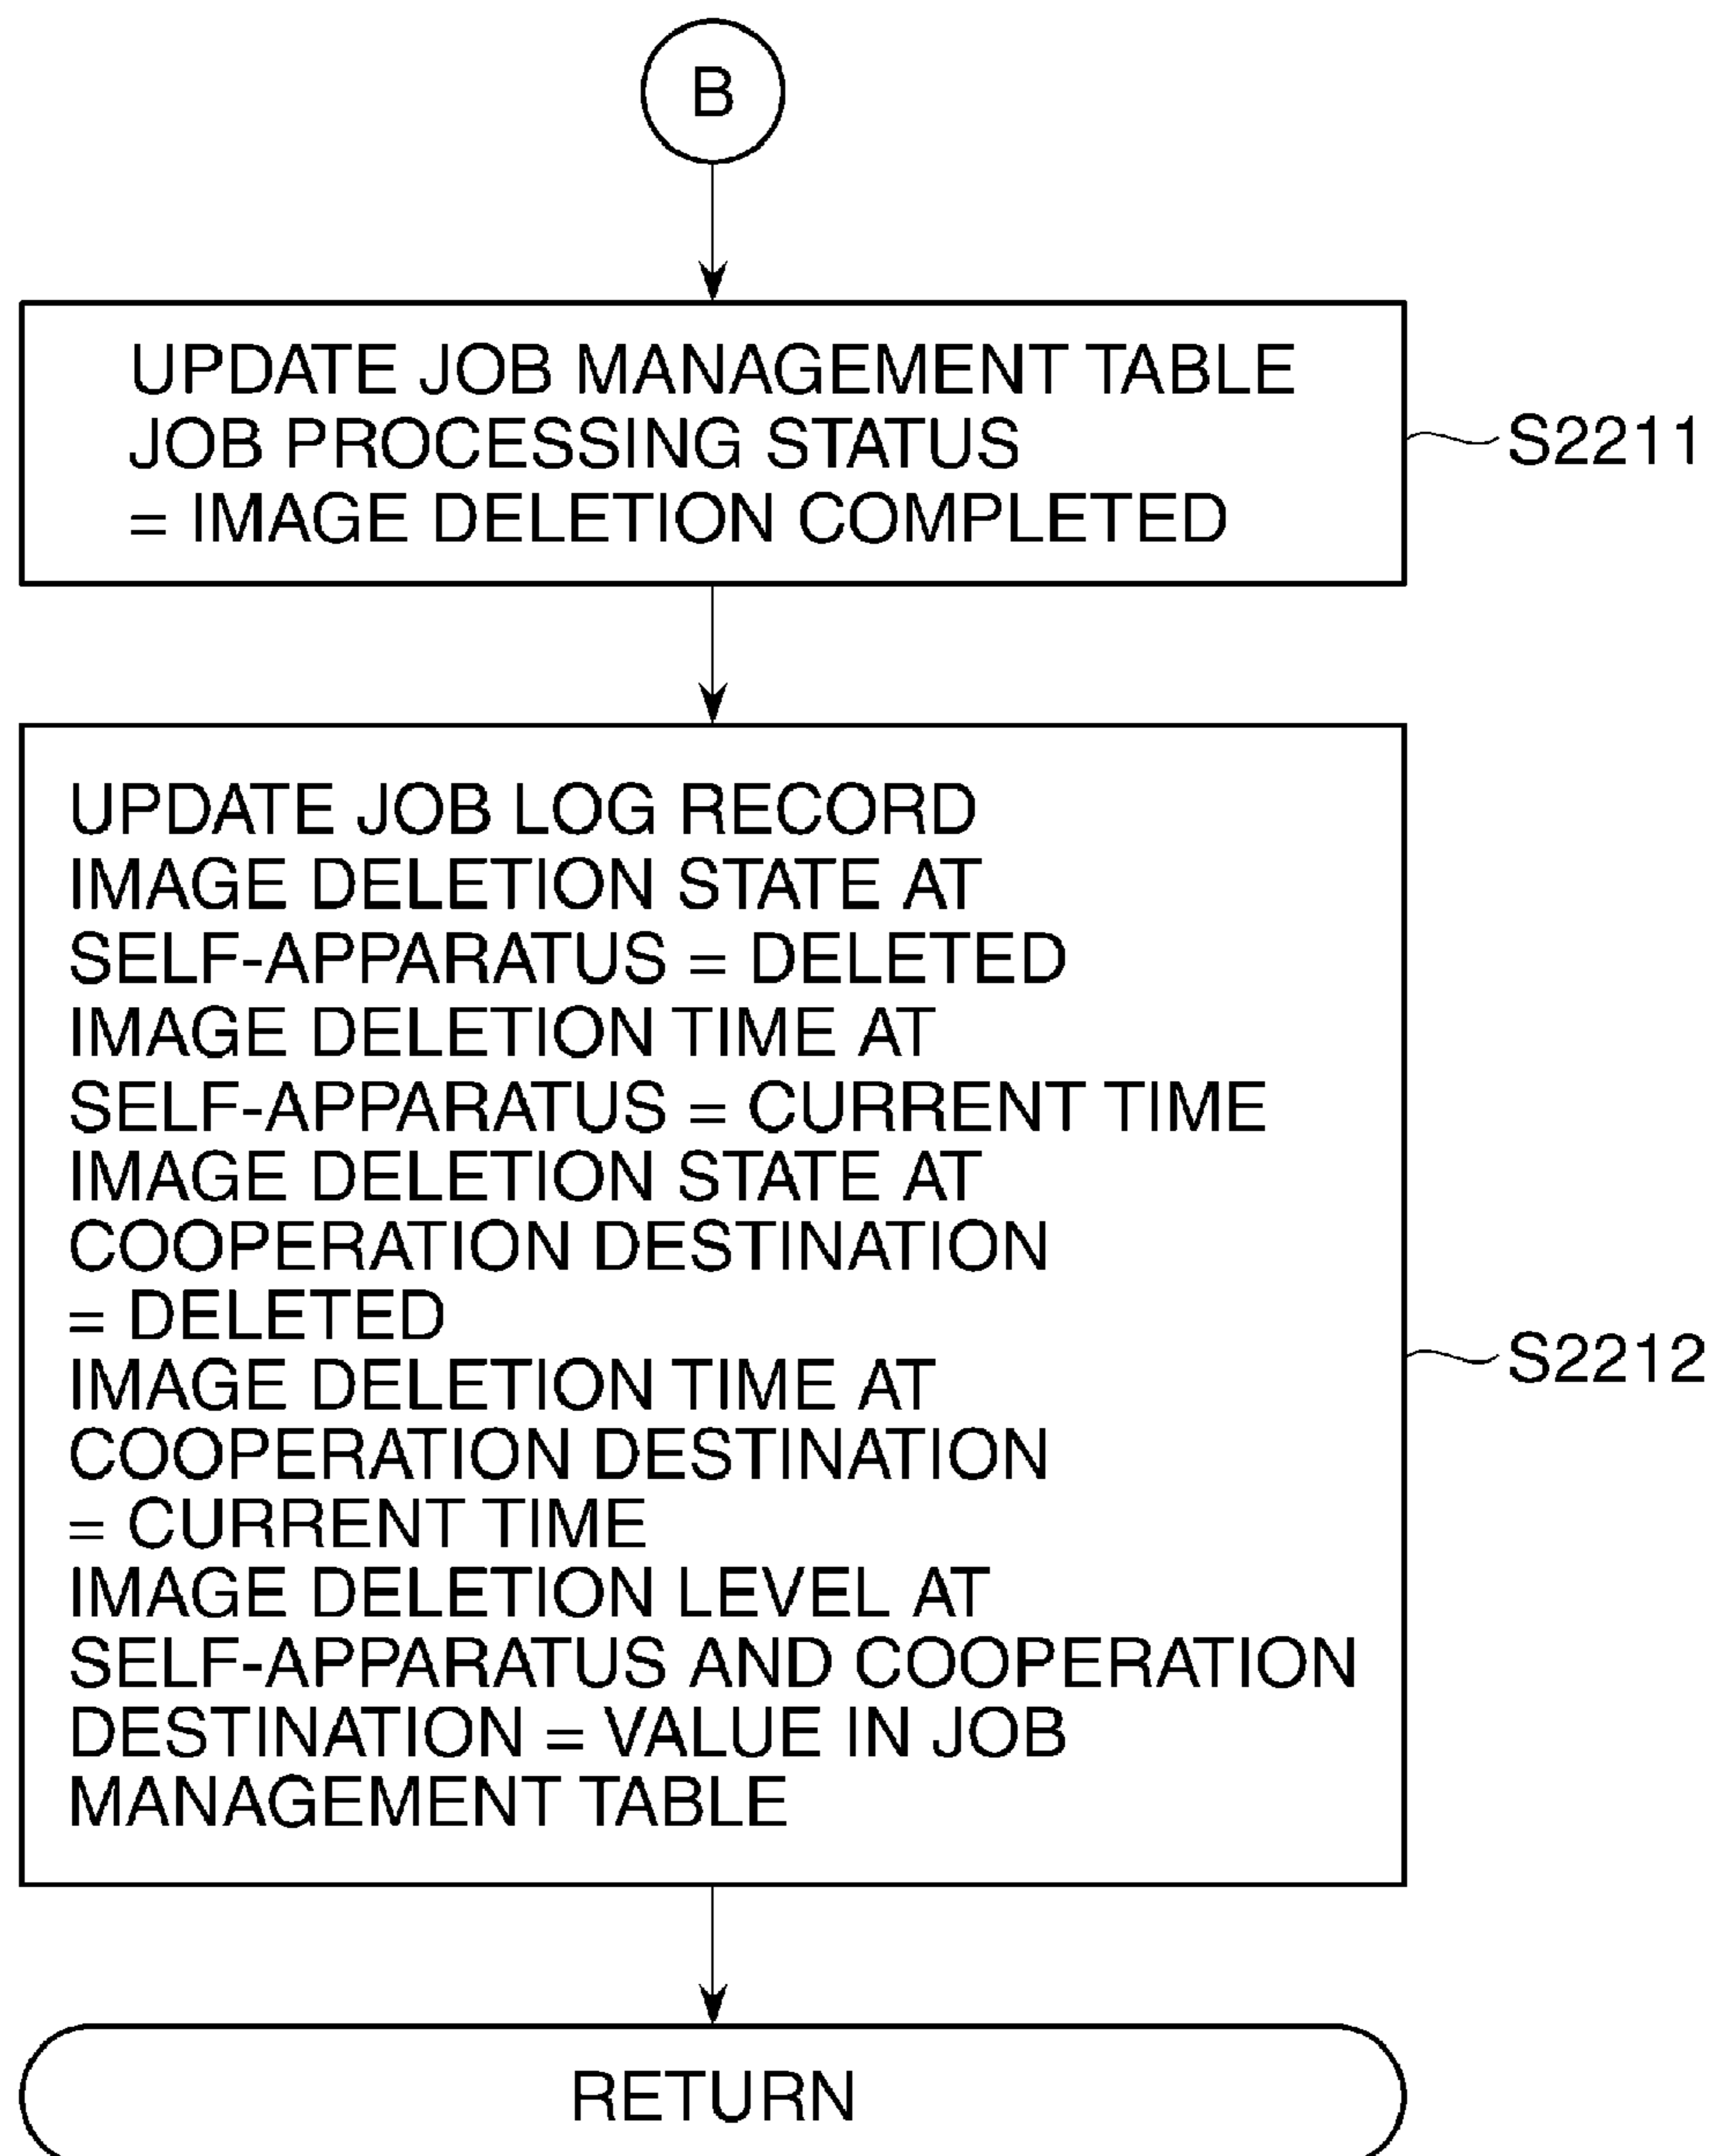 B
UPDATE JOB MANAGEMENT TABLE
JOB PROCESSING STATUS
= IMAGE DELETION COMPLETED
S2211
UPDATE JOB LOG RECORD
IMAGE DELETION STATE AT
SELF-APPARATUS = DELETED
IMAGE DELETION TIME AT
SELF-APPARATUS = CURRENT TIME
IMAGE DELETION STATE AT
COOPERATION DESTINATION
= DELETED
IMAGE DELETION TIME AT
COOPERATION DESTINATION
= CURRENT TIME
IMAGE DELETION LEVEL AT
SELF-APPARATUS AND COOPERATION
DESTINATION = VALUE IN JOB
MANAGEMENT TABLE
S2212
RETURN